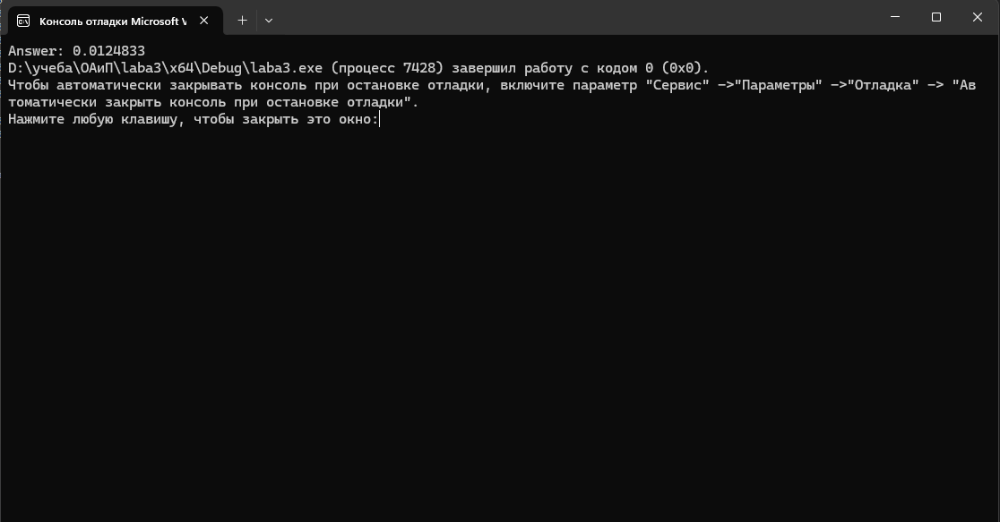 Консоль отладки Microsoft V
Answer: 0.0124833
D:\учеба\ОАиП\laba3\x64\Debug\laba3.exe (процесс 7428) завершил работу с кодом 0 (0x0).
Чтобы автоматически закрывать консоль при остановке отладки, включите параметр "Сервис" ->"Параметры" ->"Отладка" -> "Ав
томатически закрыть консоль при остановке отладки".
Нажмите любую клавишу, чтобы закрыть это окно: